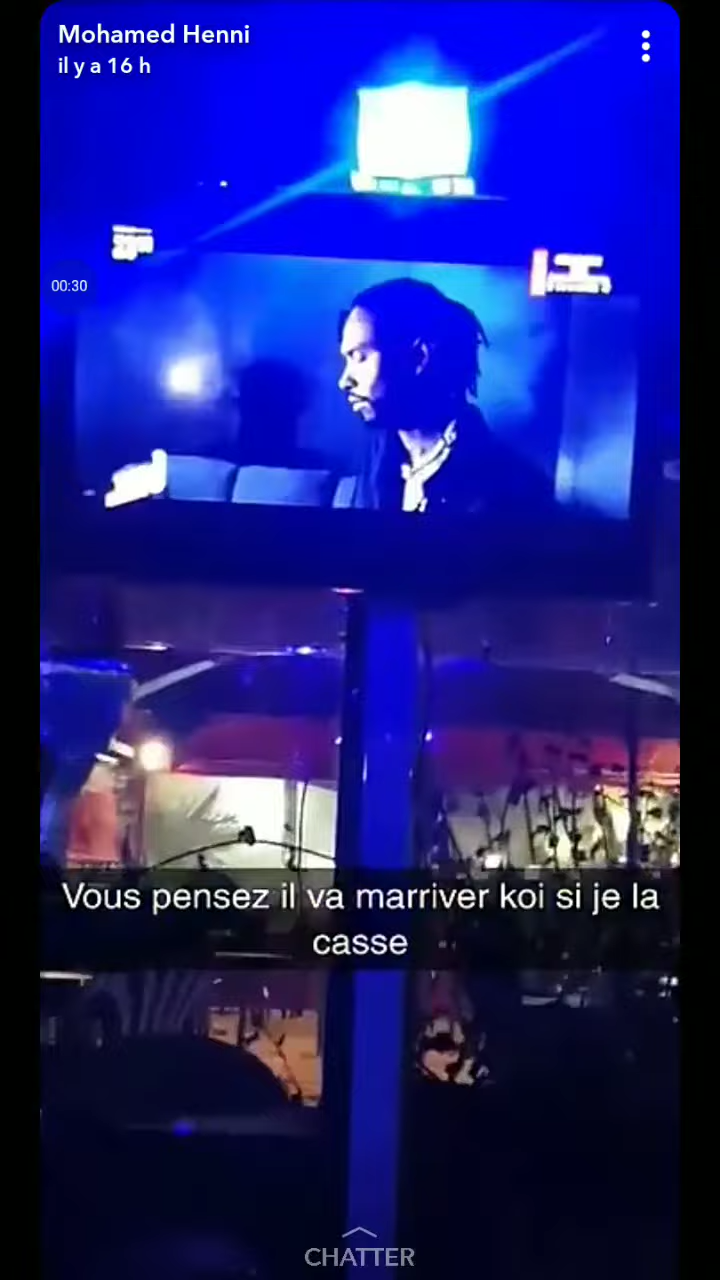 Mohamed Henni
il y a 16 h
00:30
Vous pensez il va marriver koi si je la
casse
CHATTER